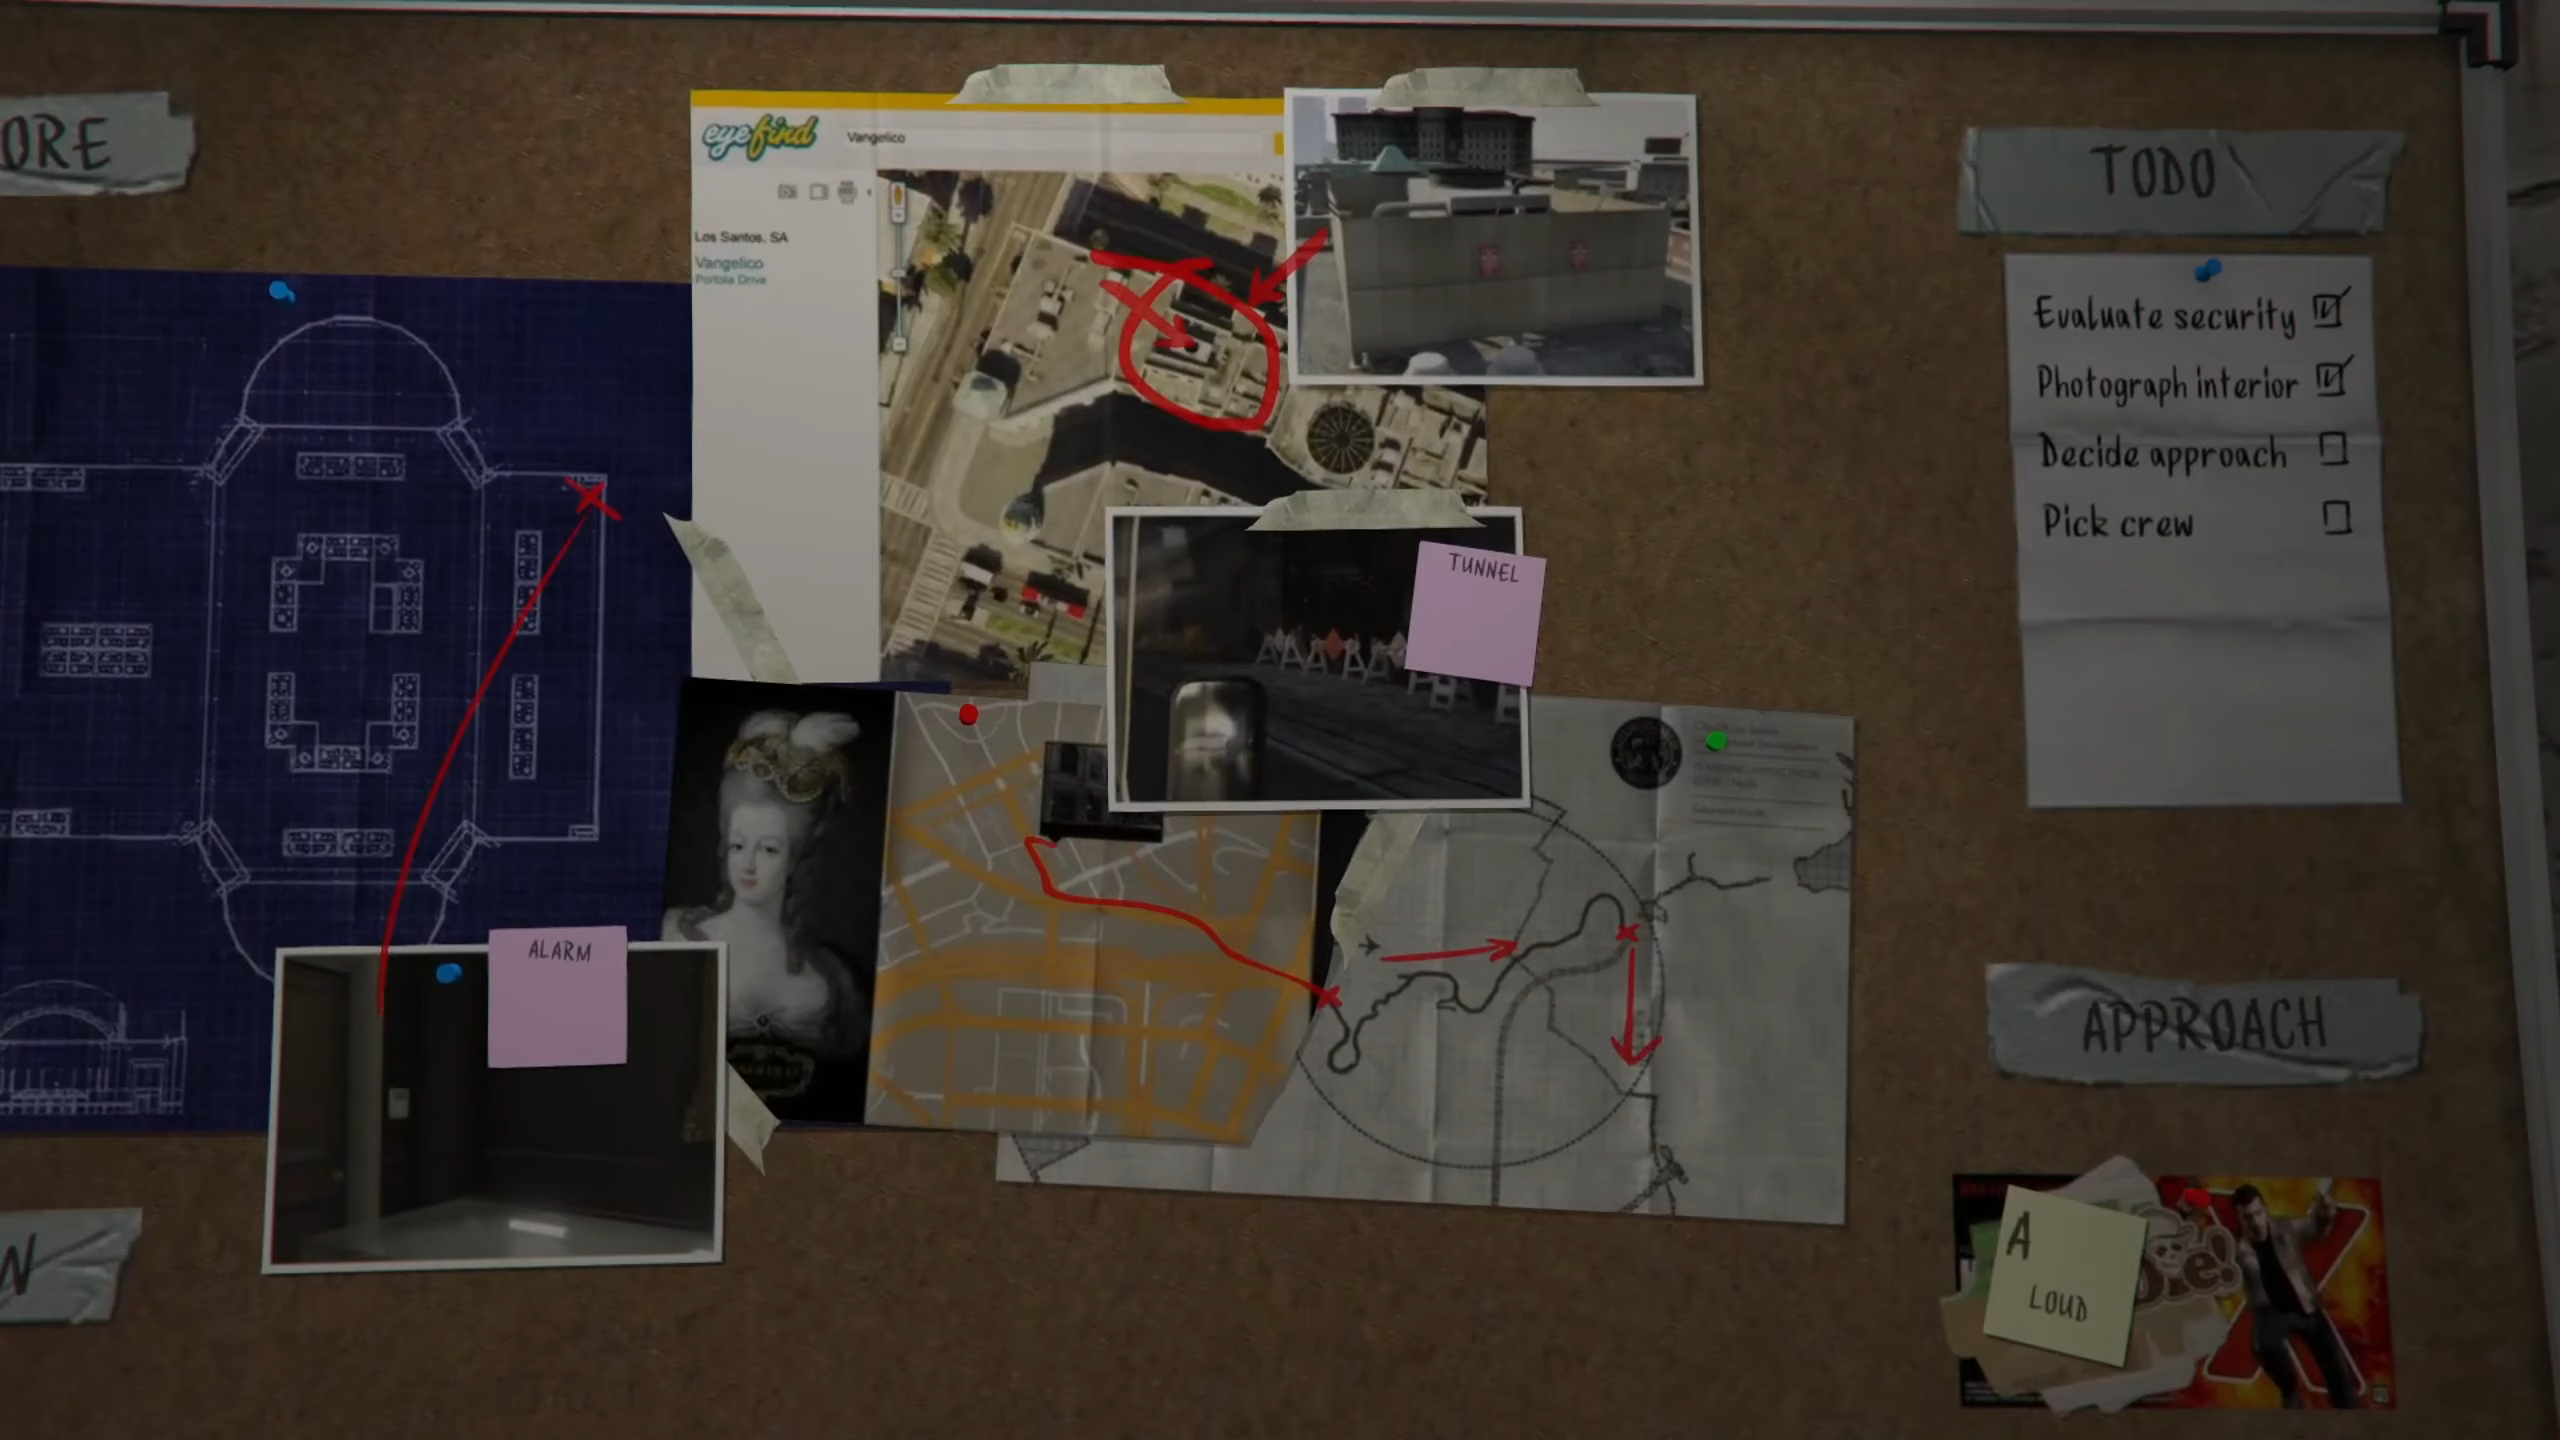 ORE
eyefind
Vangelico
Los Santos, SA
Vangelico
Portola Drive
TODO
Evaluate security
Photograph interior
Decide approach
Pick crew
TUNNEL
ALARM
APPROACH
A
LOUD
Die!